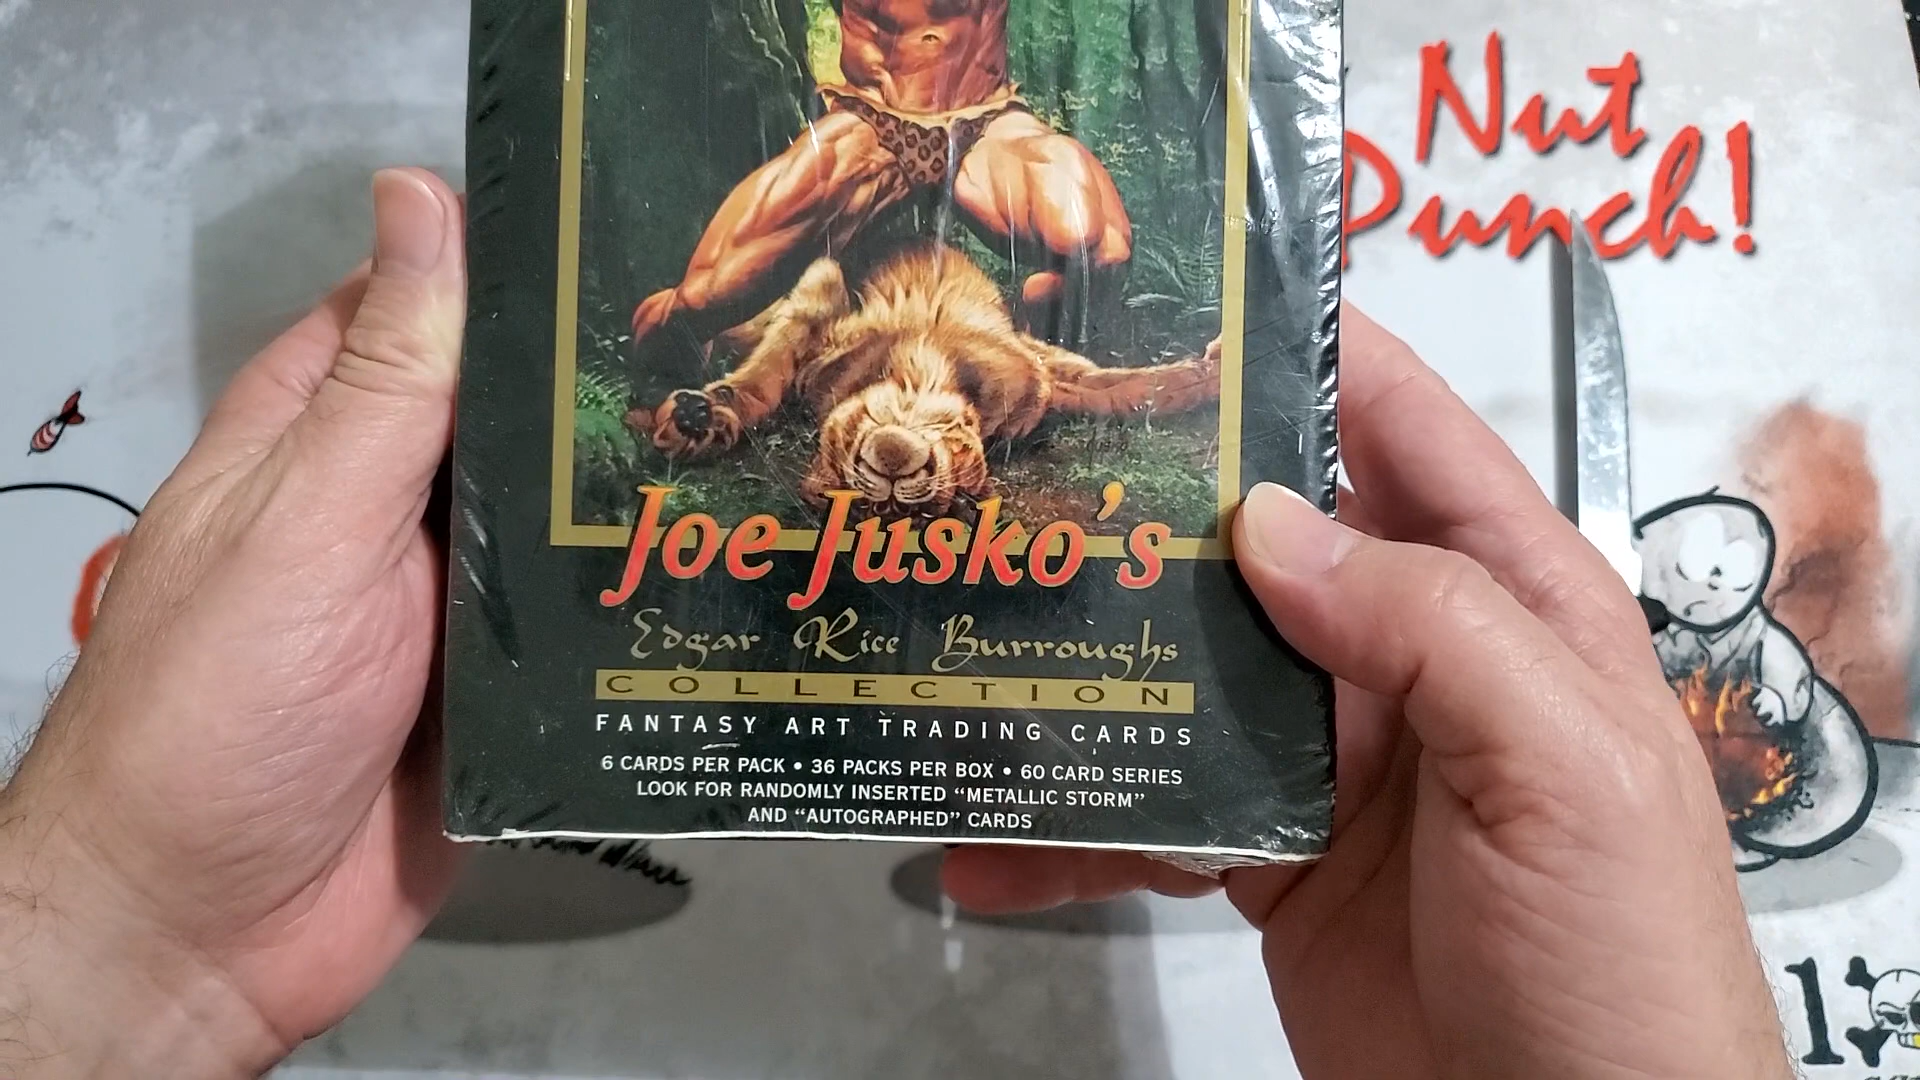 Nut
Punch!
Joe Jusko's
Edgar Rice Burroughs
COLLECTION
FANTASY ART TRADING CARDS
6 CARDS PER PACK • 36 PACKS PER BOX • 60 CARD SERIES
LOOK FOR RANDOMLY INSERTED “METALLIC STORM”
AND “AUTOGRAPHED” CARDS
1